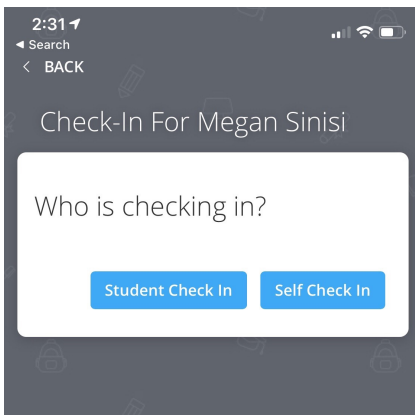 2:31
◄ Search
< BACK
Check-In For Megan Sinisi
Who is checking in?
Student Check In
Self Check In